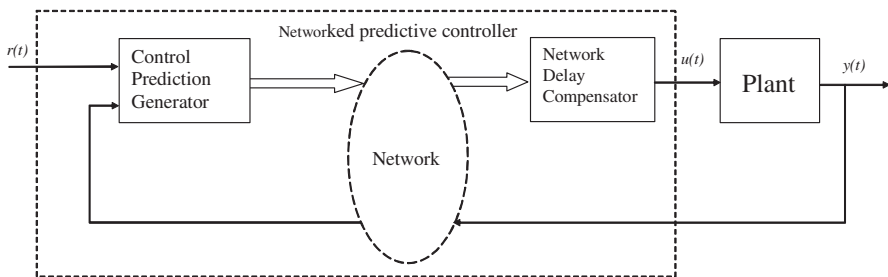 Networked predictive controller
r(t)
Control
Prediction
Generator
Network
Delay
Compensator
u(t)
Plant
y(t)
Network